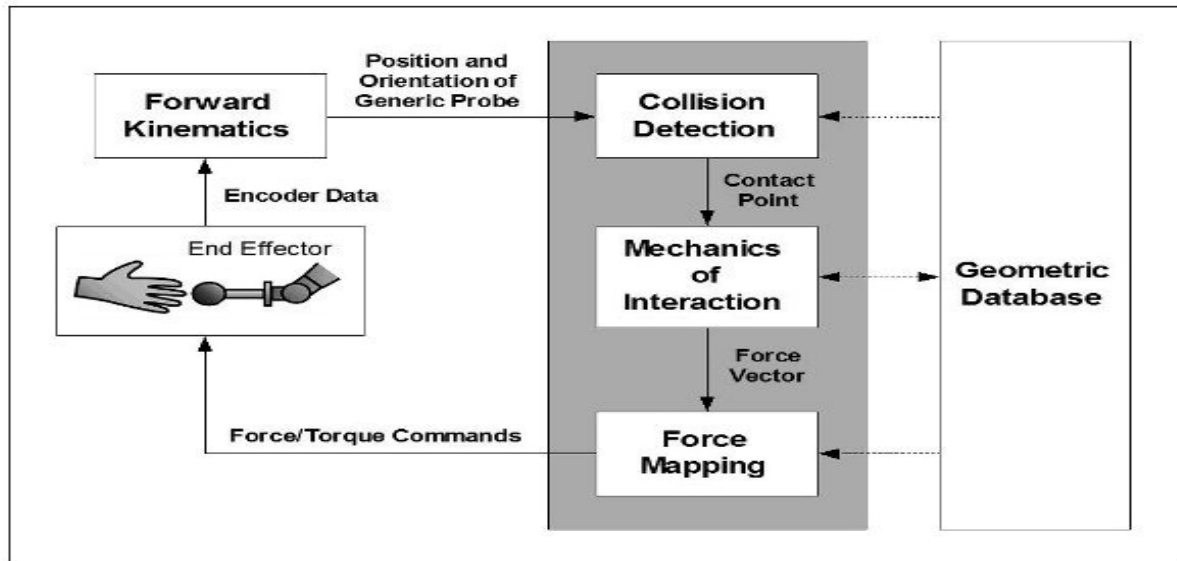 Position and
Orientation of
Generic Probe
Forward
Kinematics
Collision
Detection
Encoder Data
Contact
Point
End Effector
Mechanics
of
Interaction
Geometric
Database
Force
Vector
Force/Torque Commands
Force
Mapping